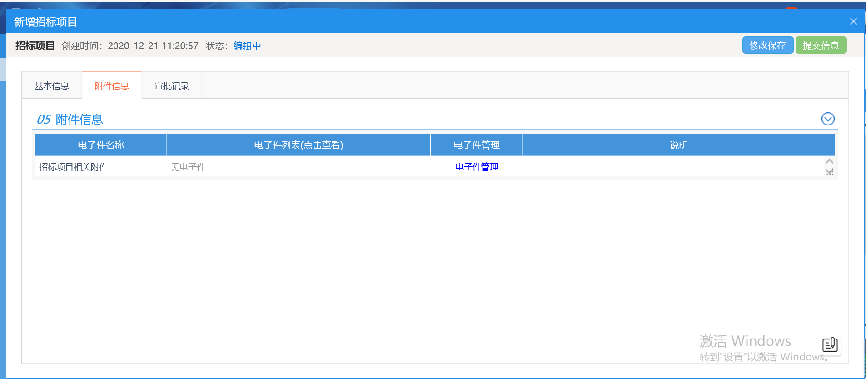 新增招标项目
招标项目 创建时间：2020-12-21 11:20:57 状态：编辑中 修改保存 提交信息
基本信息 附件信息 审批记录
05 附件信息
电子件名称 电子件列表(点击查看) 电子件管理 说明
招标项目相关附件 无电子件 电子件管理
激活 Windows
转到"设置"以激活 Windows。